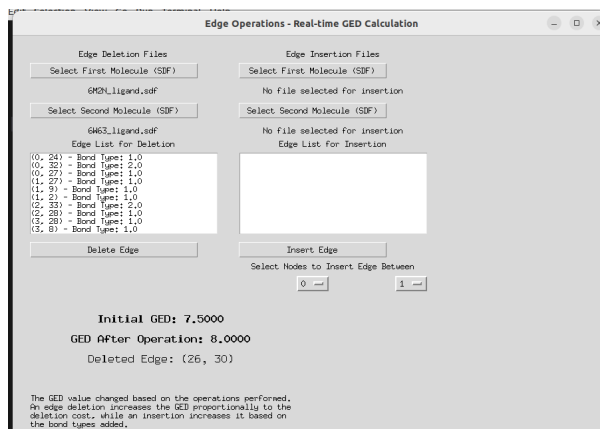 Edge Operations - Real-time GED Calculation
Edge Deletion Files
Select First Molecule (SDF)
6M2N_ligand.sdf
Select Second Molecule (SDF)
6W63_ligand.sdf
Edge List for Deletion
(0, 24) - Bond Type: 1.0
(0, 32) - Bond Type: 2.0
(0, 27) - Bond Type: 1.0
(1, 27) - Bond Type: 1.0
(1, 9) - Bond Type: 1.0
(1, 2) - Bond Type: 1.0
(2, 33) - Bond Type: 2.0
(2, 28) - Bond Type: 1.0
(3, 28) - Bond Type: 1.0
(3, 8) - Bond Type: 1.0
Delete Edge
Edge Insertion Files
Select First Molecule (SDF)
No file selected for insertion
Select Second Molecule (SDF)
No file selected for insertion
Edge List for Insertion
Insert Edge
Select Nodes to Insert Edge Between
0
1
Initial GED: 7.5000
GED After Operation: 8.0000
Deleted Edge: (26, 30)
The GED value changed based on the operations performed.
An edge deletion increases the GED proportionally to the
deletion cost, while an insertion increases it based on
the bond types added.